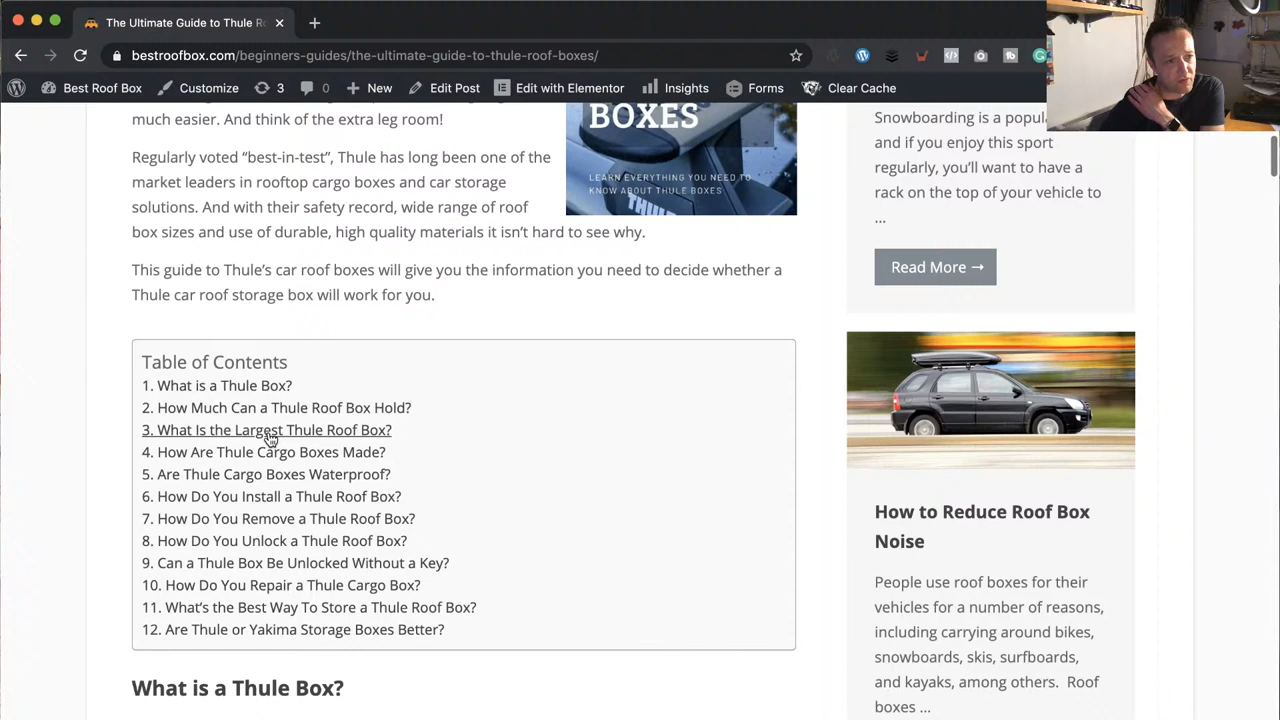 The Ultimate Guide to Thule R
bestroofbox.com/beginners-guides/the-ultimate-guide-to-thule-roof-boxes/
Best Roof Box
Customize
3
0
New
Edit Post
Edit with Elementor
Insights
Forms
Clear Cache
much easier. And think of the extra leg room!
Regularly voted “best-in-test”, Thule has long been one of the
market leaders in rooftop cargo boxes and car storage
solutions. And with their safety record, wide range of roof
box sizes and use of durable, high quality materials it isn’t hard to see why.
This guide to Thule’s car roof boxes will give you the information you need to decide whether a
Thule car roof storage box will work for you.
BOXES
LEARN EVERYTHING YOU NEED TO
KNOW ABOUT THULE BOXES
THULE
Table of Contents
1. What is a Thule Box?
2. How Much Can a Thule Roof Box Hold?
3. What Is the Largest Thule Roof Box?
4. How Are Thule Cargo Boxes Made?
5. Are Thule Cargo Boxes Waterproof?
6. How Do You Install a Thule Roof Box?
7. How Do You Remove a Thule Roof Box?
8. How Do You Unlock a Thule Roof Box?
9. Can a Thule Box Be Unlocked Without a Key?
10. How Do You Repair a Thule Cargo Box?
11. What’s the Best Way To Store a Thule Roof Box?
12. Are Thule or Yakima Storage Boxes Better?
What is a Thule Box?
Snowboarding is a popu
and if you enjoy this sport
regularly, you’ll want to have a
rack on the top of your vehicle to
...
Read More →
How to Reduce Roof Box
Noise
People use roof boxes for their
vehicles for a number of reasons,
including carrying around bikes,
snowboards, skis, surfboards,
and kayaks, among others. Roof
boxes ...